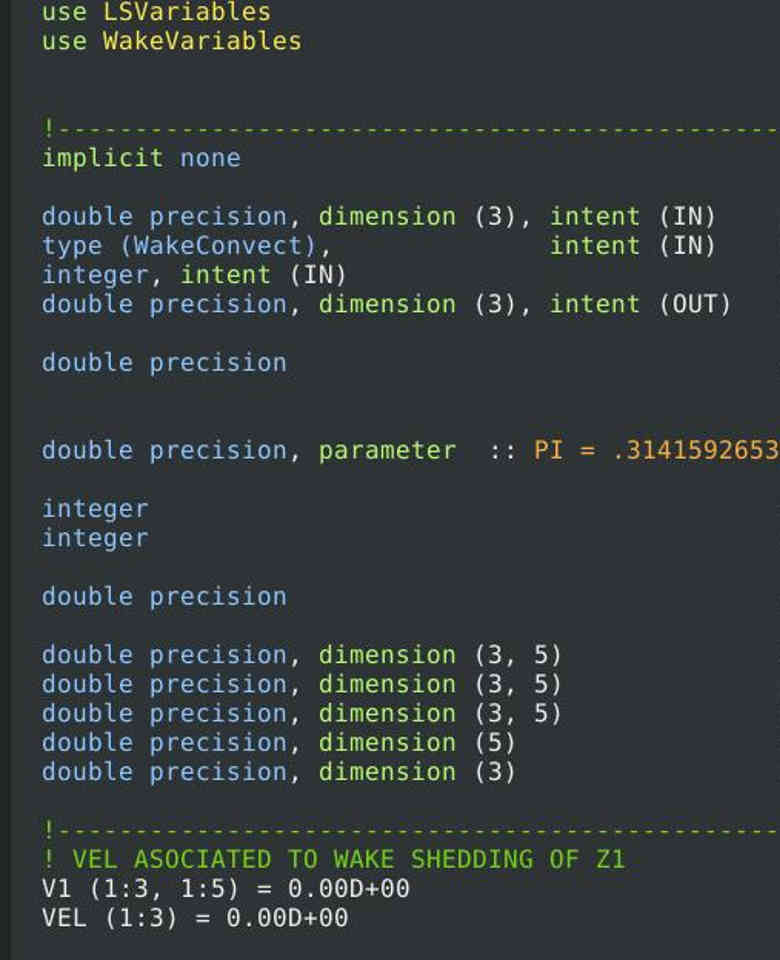 use LSVariables
use WakeVariables
!-----------------------------------------------
implicit none
double precision, dimension (3), intent (IN)
type (WakeConvect), intent (IN)
integer, intent (IN)
double precision, dimension (3), intent (OUT)
double precision
double precision, parameter :: PI = .3141592653
integer
integer
double precision
double precision, dimension (3, 5)
double precision, dimension (3, 5)
double precision, dimension (3, 5)
double precision, dimension (5)
double precision, dimension (3)
!-----------------------------------------------
! VEL ASOCIATED TO WAKE SHEDDING OF Z1
V1 (1:3, 1:5) = 0.00D+00
VEL (1:3) = 0.00D+00